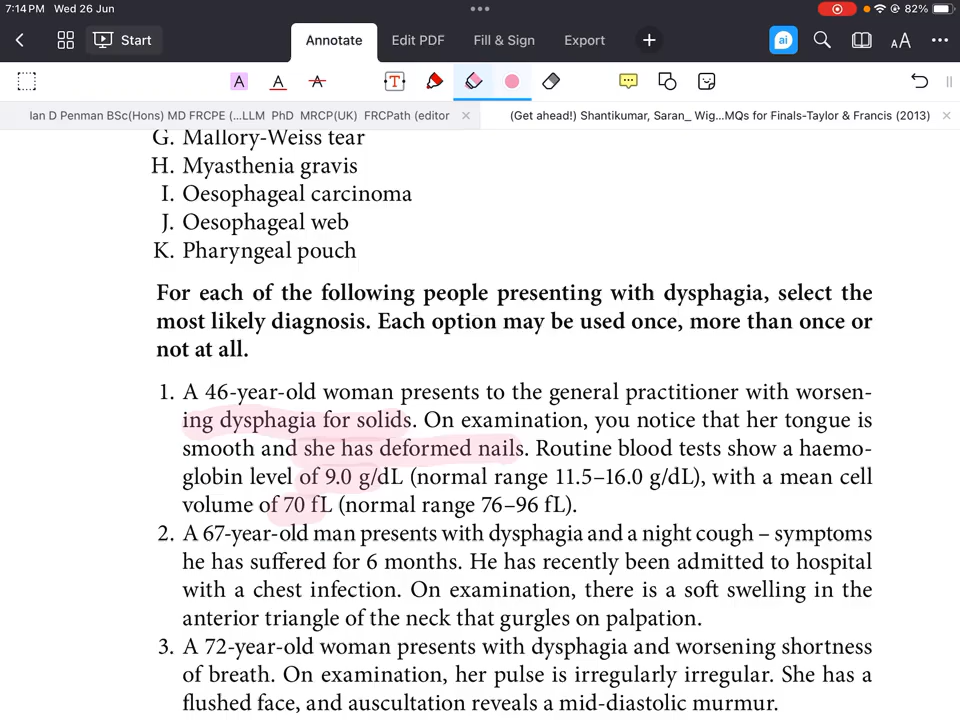 7:14 PM Wed 26 Jun
82%
Start
Annotate
Edit PDF
Fill & Sign
Export
ai
AA
A
A
A
T
Ian D Penman BSc(Hons) MD FRCPE (...LLM PhD MRCP(UK) FRCPath (editor
(Get ahead!) Shantikumar, Saran_ Wig...MQs for Finals-Taylor & Francis (2013)
G. Mallory-Weiss tear
H. Myasthenia gravis
I. Oesophageal carcinoma
J. Oesophageal web
K. Pharyngeal pouch
For each of the following people presenting with dysphagia, select the
most likely diagnosis. Each option may be used once, more than once or
not at all.
1. A 46-year-old woman presents to the general practitioner with worsen-
ing dysphagia for solids. On examination, you notice that her tongue is
smooth and she has deformed nails. Routine blood tests show a haemo-
globin level of 9.0 g/dL (normal range 11.5–16.0 g/dL), with a mean cell
volume of 70 fL (normal range 76–96 fL).
2. A 67-year-old man presents with dysphagia and a night cough – symptoms
he has suffered for 6 months. He has recently been admitted to hospital
with a chest infection. On examination, there is a soft swelling in the
anterior triangle of the neck that gurgles on palpation.
3. A 72-year-old woman presents with dysphagia and worsening shortness
of breath. On examination, her pulse is irregularly irregular. She has a
flushed face, and auscultation reveals a mid-diastolic murmur.